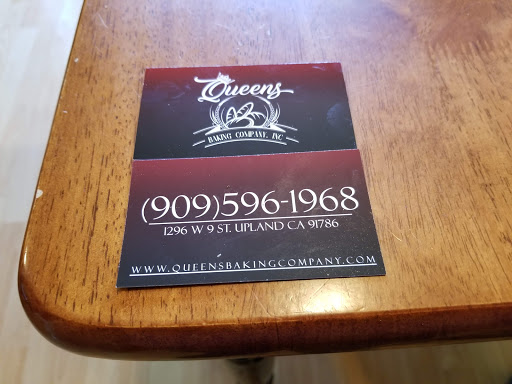 Queens
BAKING COMPANY, INC
(909)596-1968
1296 W 9 ST. UPLAND CA 91786
WWW.QUEENSBAKINGCOMPANY.COM